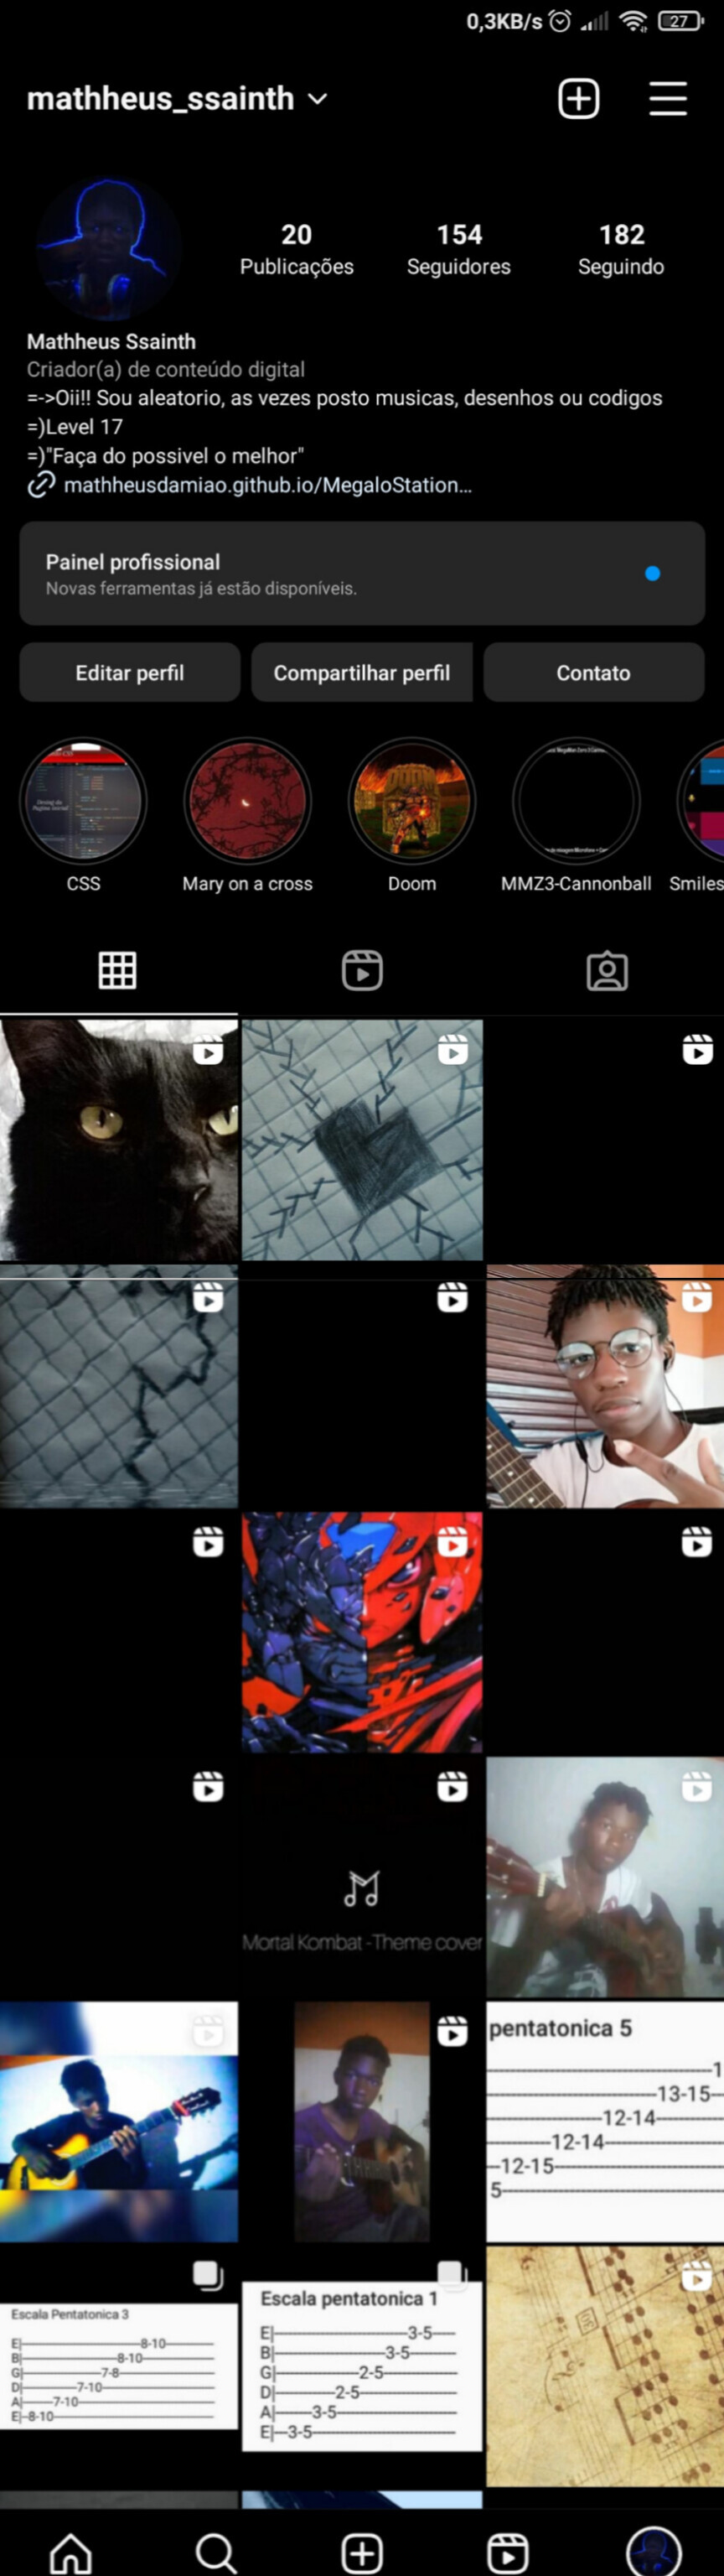 0,3KB/s 27
mathheus_ssainth
20 154 182
Publicações Seguidores Seguindo
Mathheus Ssainth
Criador(a) de conteúdo digital
=->Oii!! Sou aleatorio, as vezes posto musicas, desenhos ou codigos
=)Level 17
=)"Faça do possivel o melhor"
mathheusdamiao.github.io/MegaloStation...
Painel profissional
Novas ferramentas já estão disponíveis.
Editar perfil Compartilhar perfil Contato
CSS Mary on a cross Doom MMZ3-Cannonball Smiles
Mortal Kombat -Theme cover
pentatonica 5
1
13-15
12-14
12-14
12-15
5
Escala Pentatonica 3
E|---8-10---
B|---8-10---
G|---7-8---
D|---7-10---
A|---7-10---
E|-8-10---
Escala pentatonica 1
E|---3-5---
B|---3-5---
G|---2-5---
D|---2-5---
A|---3-5---
E|---3-5---